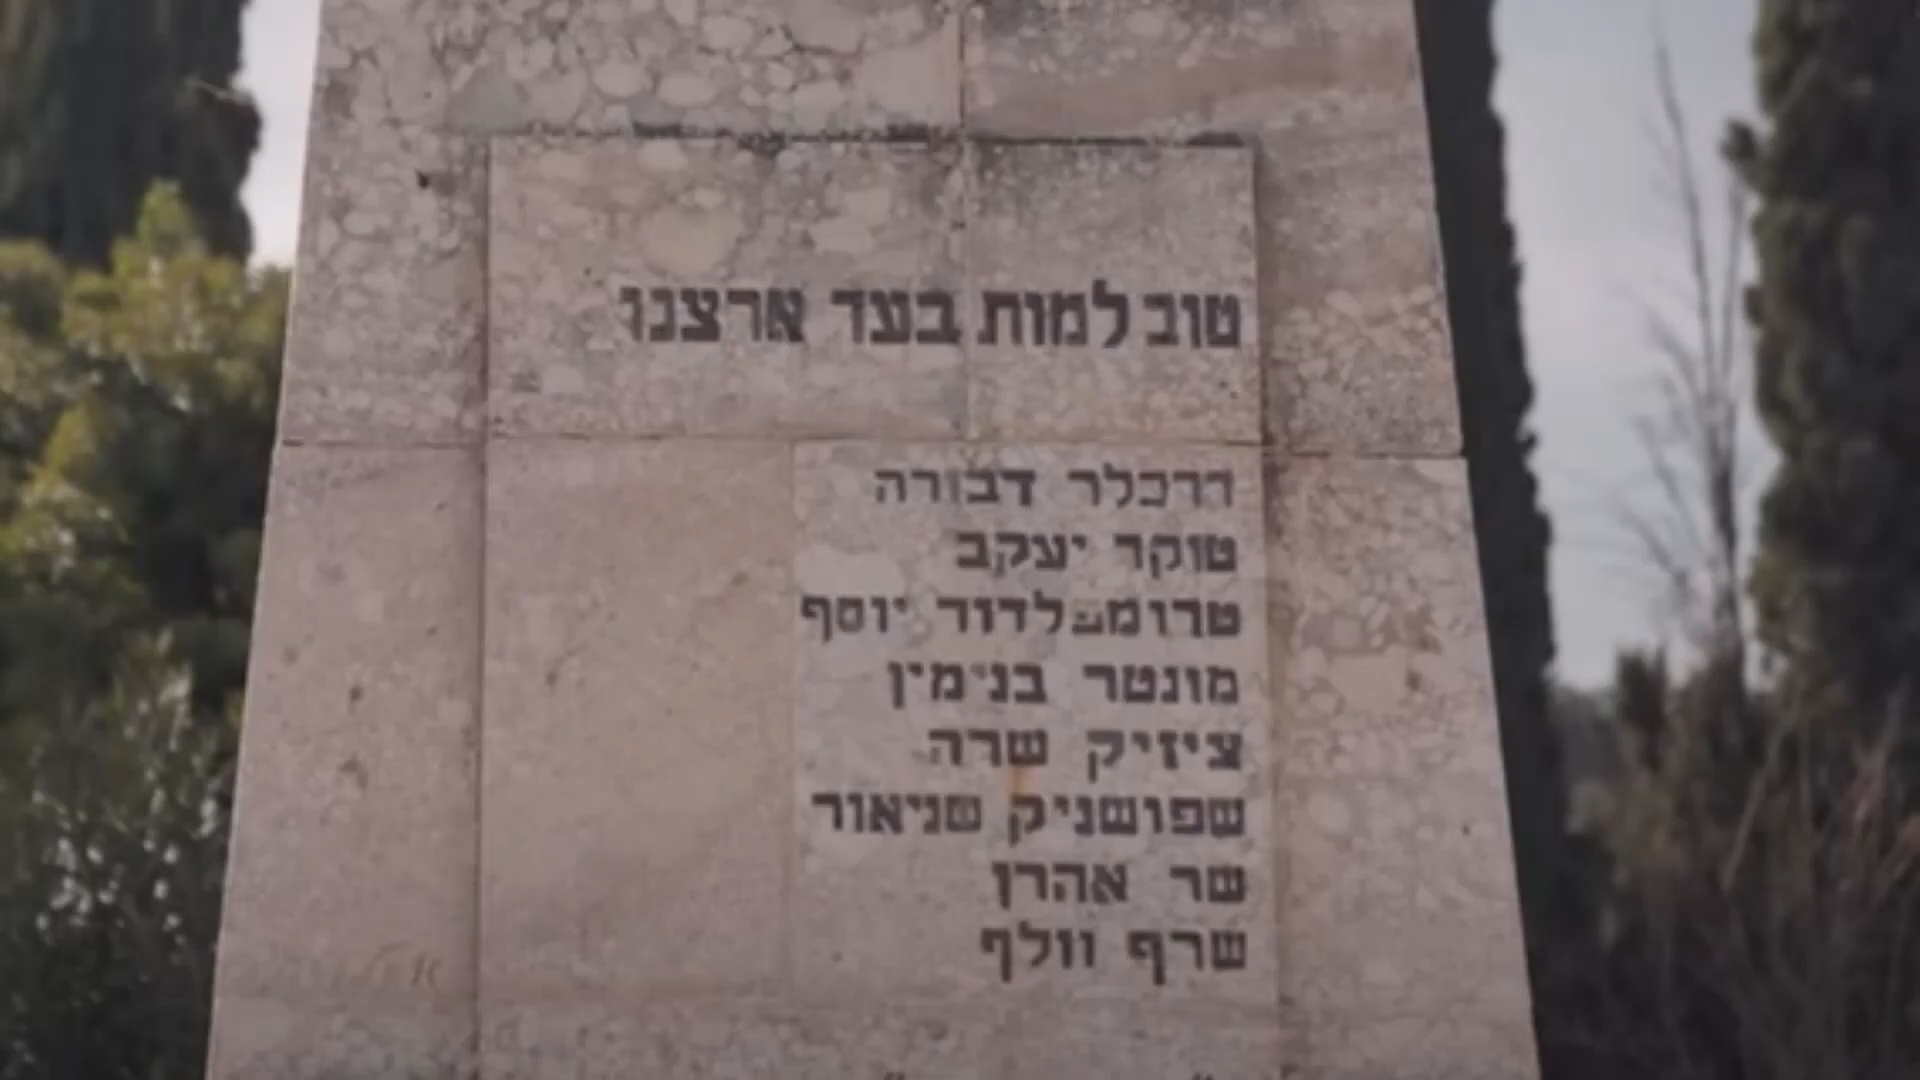 טוב למות בעד ארצנו
דרכלר דבורה
טוקר יעקב
טרומפלדור יוסף
מונטר בנימין
ציזיק שרה
שפושניק שניאור
שר אהרן
שרף וולף